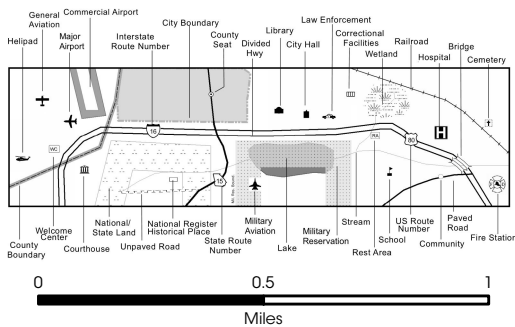 General
Aviation
Commercial Airport
Helipad
Major
Airport
Interstate
Route Number
City Boundary
County
Seat
Divided
Hwy
Library
City Hall
Law Enforcement
Correctional
Facilities
Wetland
Railroad
Hospital
Bridge
Cemetery
16
WC
RA
80
H
15
County
Boundary
Welcome
Center
Courthouse
National/
State Land
Unpaved Road
National Register
Historical Place
State Route
Number
Military
Aviation
Lake
Military
Reservation
Stream
Rest Area
School
US Route
Number
Community
Paved
Road
Fire Station
0
0.5
1
Miles